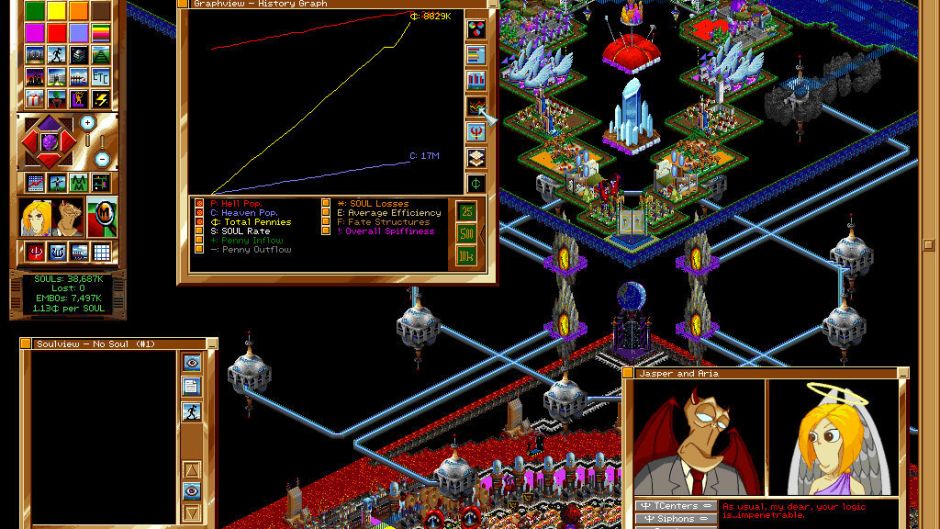 Graphview - History Graph
₵: 8829K
C: 17M
P: Hell Pop.
C: Heaven Pop.
₵: Total Pennies
S: SOUL Rate
+: Penny Inflow
-: Penny Outflow
*: SOUL Losses
E: Average Efficiency
F: Fate Structures
!: Overall Spiffiness
25
500
10k
SOULs: 38,687K
Lost: 0
EMBOs: 7,497K
1.13₵ per SOUL
Soulview - No Soul (#1)
Jasper and Aria
TCenters
Siphons
As usual, my dear, your logic
is...impenetrable.